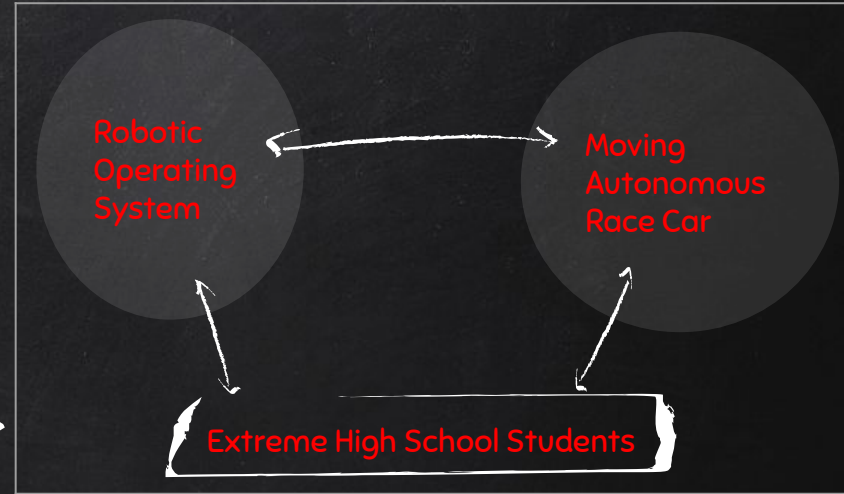 Robotic
Operating
System
Moving
Autonomous
Race Car
Extreme High School Students